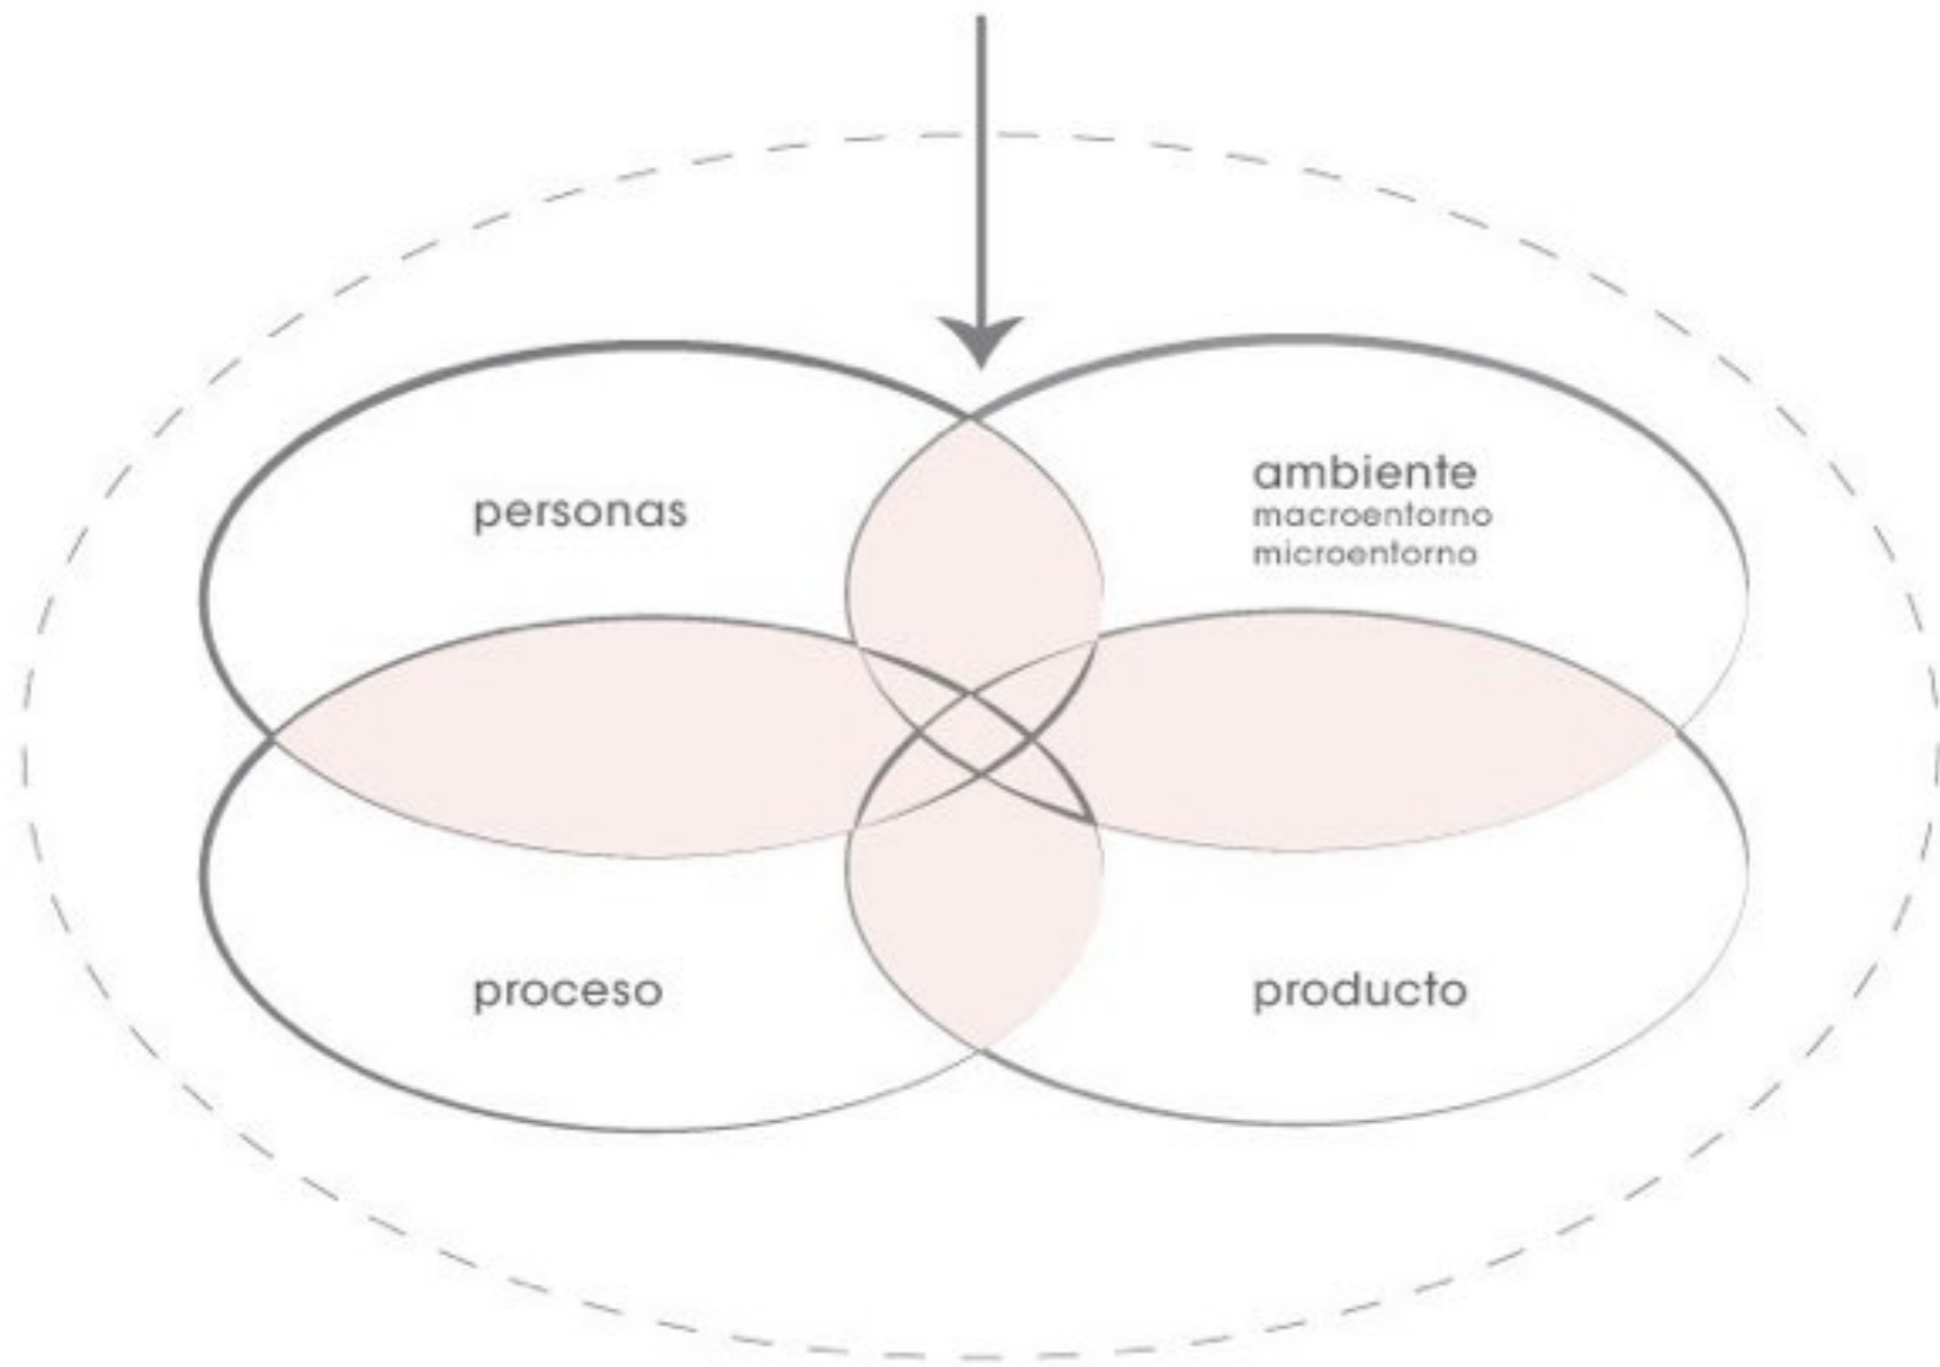 personas
ambiente
macroentorno
microentorno
proceso
producto